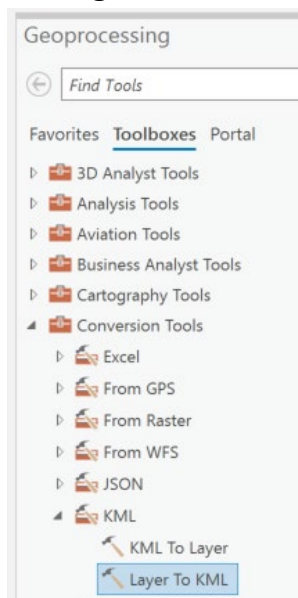 Geoprocessing
Find Tools
Favorites Toolboxes Portal
3D Analyst Tools
Analysis Tools
Aviation Tools
Business Analyst Tools
Cartography Tools
Conversion Tools
Excel
From GPS
From Raster
From WFS
JSON
KML
KML To Layer
Layer To KML